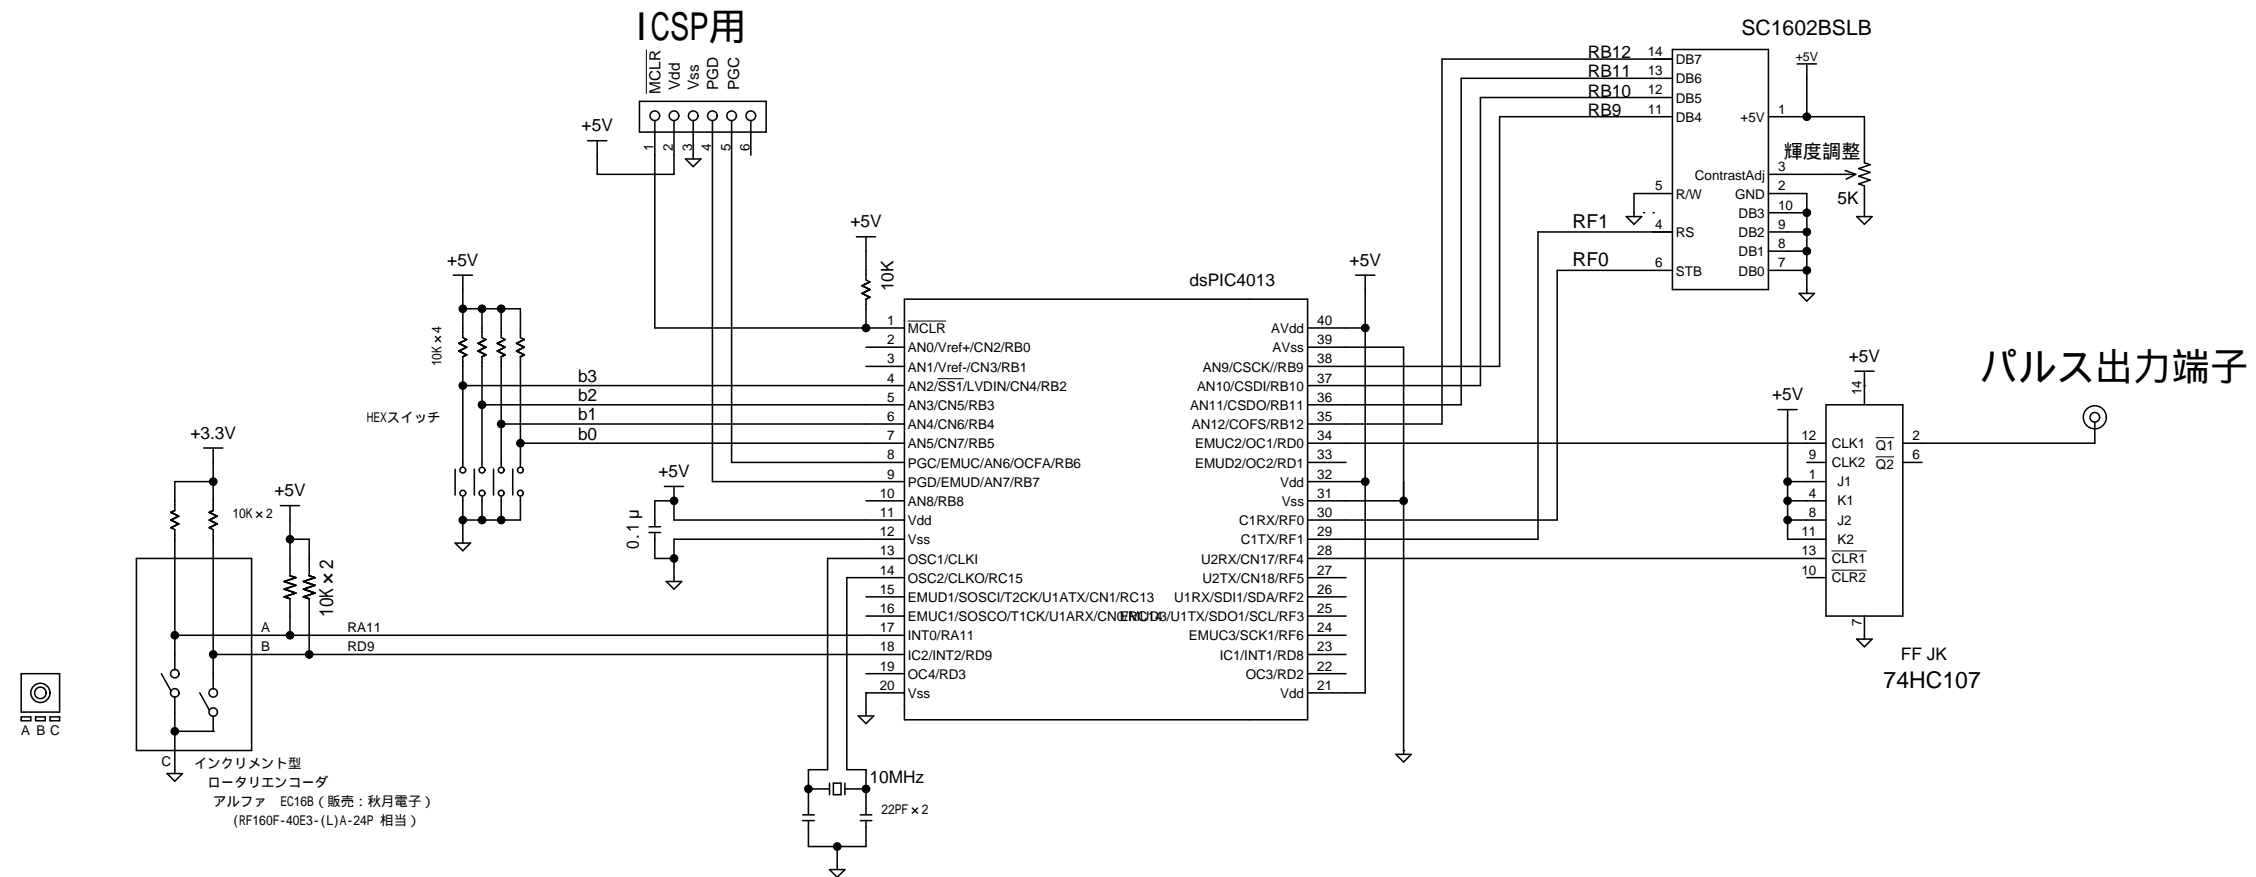 ICSP用
MCLR
Vdd
Vss
PGD
PGC
1
2
3
4
5
6
+5V
SC1602BSLB
RB12
14
DB7
RB11
13
DB6
RB10
12
DB5
RB9
11
DB4
+5V
+5V
1
輝度調整
ContrastAdj
3
5K
5
R/W
GND
2
DB3
10
RF1
4
RS
DB2
9
DB1
8
RF0
6
STB
DB0
7
+5V
10K
+5V
10K×4
HEXスイッチ
b3
b2
b1
b0
dsPIC4013
+5V
1
MCLR
2
AN0/Vref+/CN2/RB0
3
AN1/Vref-/CN3/RB1
4
AN2/SS1/LVDIN/CN4/RB2
5
AN3/CN5/RB3
6
AN4/CN6/RB4
7
AN5/CN7/RB5
8
PGC/EMUC/AN6/OCFA/RB6
9
PGD/EMUD/AN7/RB7
10
AN8/RB8
11
Vdd
12
Vss
13
OSC1/CLKI
14
OSC2/CLKO/RC15
15
EMUD1/SOSCI/T2CK/U1ATX/CN1/RC13
16
EMUC1/SOSCO/T1CK/U1ARX/CN0/RC14
17
INT0/RA11
18
IC2/INT2/RD9
19
OC4/RD3
20
Vss
AVdd
40
AVss
39
AN9/CSCK//RB9
38
AN10/CSDI/RB10
37
AN11/CSDO/RB11
36
AN12/COFS/RB12
35
EMUC2/OC1/RD0
34
EMUD2/OC2/RD1
33
Vdd
32
Vss
31
C1RX/RF0
30
C1TX/RF1
29
U2RX/CN17/RF4
28
U2TX/CN18/RF5
27
U1RX/SDI1/SDA/RF2
26
EMUD3/U1TX/SDO1/SCL/RF3
25
EMUC3/SCK1/RF6
24
IC1/INT1/RD8
23
OC3/RD2
22
Vdd
21
+5V
0.1μ
+3.3V
10K×2
+5V
10K×2
A
RA11
B
RD9
A B C
C
インクリメント型
ロータリエンコーダ
アルファ EC16B(販売：秋月電子)
(RF160F-40E3-(L)A-24P 相当)
10MHz
22PF×2
パルス出力端子
+5V
14
+5V
12
CLK1
Q1
2
9
CLK2
Q2
6
1
J1
4
K1
8
J2
11
K2
13
CLR1
10
CLR2
7
FF JK
74HC107